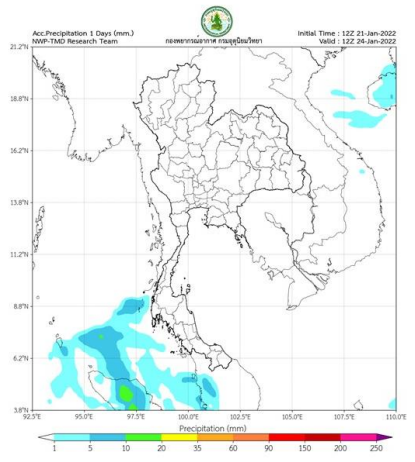 Acc.Precipitation 1 Days (mm.) Initial Time : 12Z 21-Jan-2022
NWP-TMD Research Team กองพยากรณ์อากาศ กรมอุตุนิยมวิทยา Valid : 12Z 24-Jan-2022
21.2°N
18.8°N
16.2°N
13.8°N
11.2°N
8.8°N
6.2°N
3.8°N
92.5°E 95.0°E 97.5°E 100.0°E 102.5°E 105.0°E 107.5°E 110.0°E
Precipitation (mm)
1 5 10 20 35 60 90 150 200 250